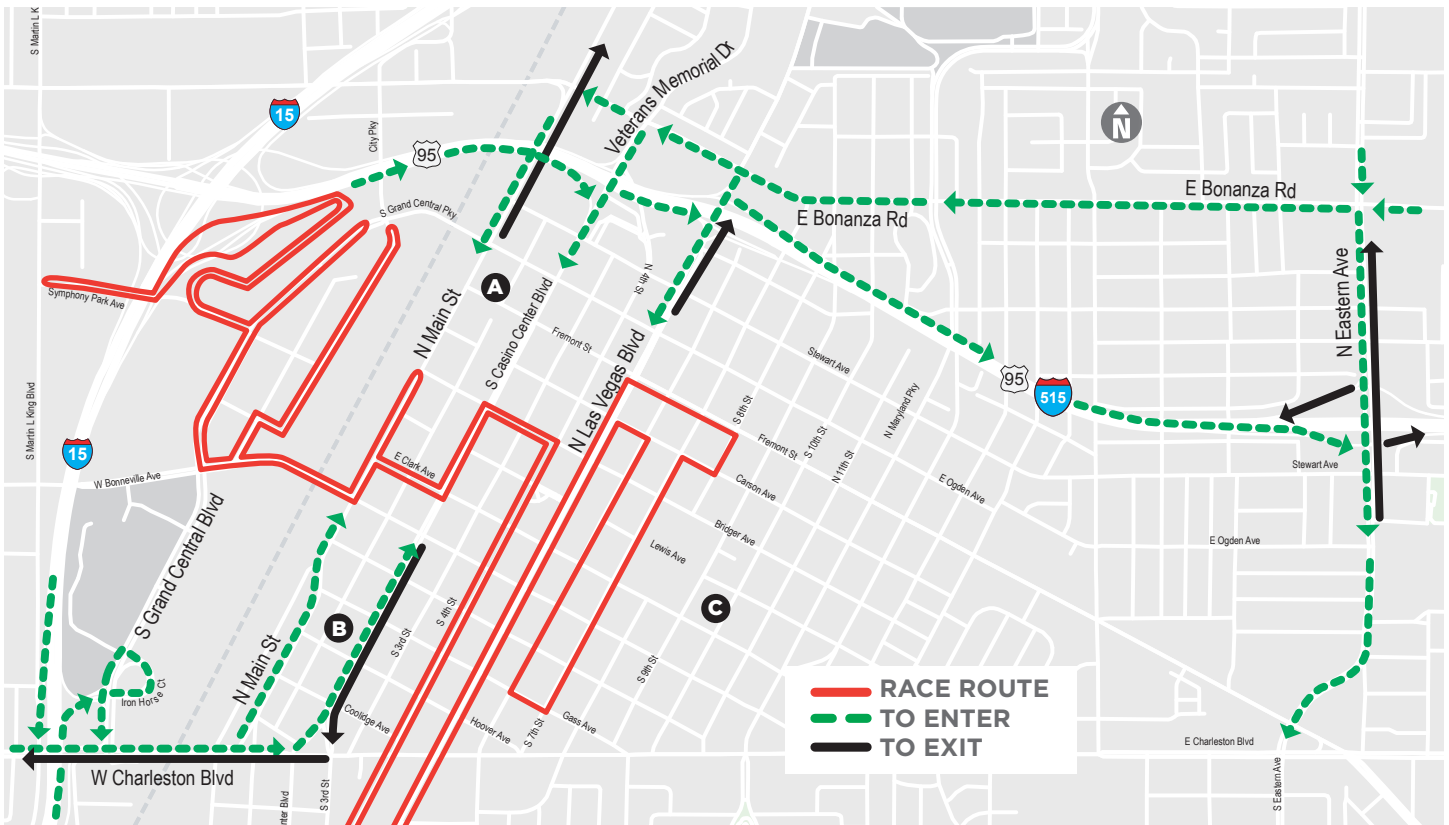 S Martin L K
15
City Pky
95
Veterans Memorial Dr
N
E Bonanza Rd
E Bonanza Rd
S Grand Central Pky
Symphony Park Ave
A
N 4th St
N Main St
S Casino Center Blvd
Fremont St
N Las Vegas Blvd
Stewart Ave
N Eastern Ave
95
515
S Martin L King Blvd
15
S 8th St
N Maryland Pky
Fremont St
S 10th St
N 11th St
Stewart Ave
E Clark Ave
W Bonneville Ave
Carson Ave
E Ogden Ave
Bridger Ave
Lewis Ave
E Ogden Ave
S Grand Central Blvd
B
C
S 4th St
S 3rd St
S 9th St
N Main St
Iron Horse Ct
Coolidge Ave
Hoover Ave
S 7th St
Gass Ave
RACE ROUTE
TO ENTER
TO EXIT
E Charleston Blvd
W Charleston Blvd
nter Blvd
S 3rd St
S Eastern Ave